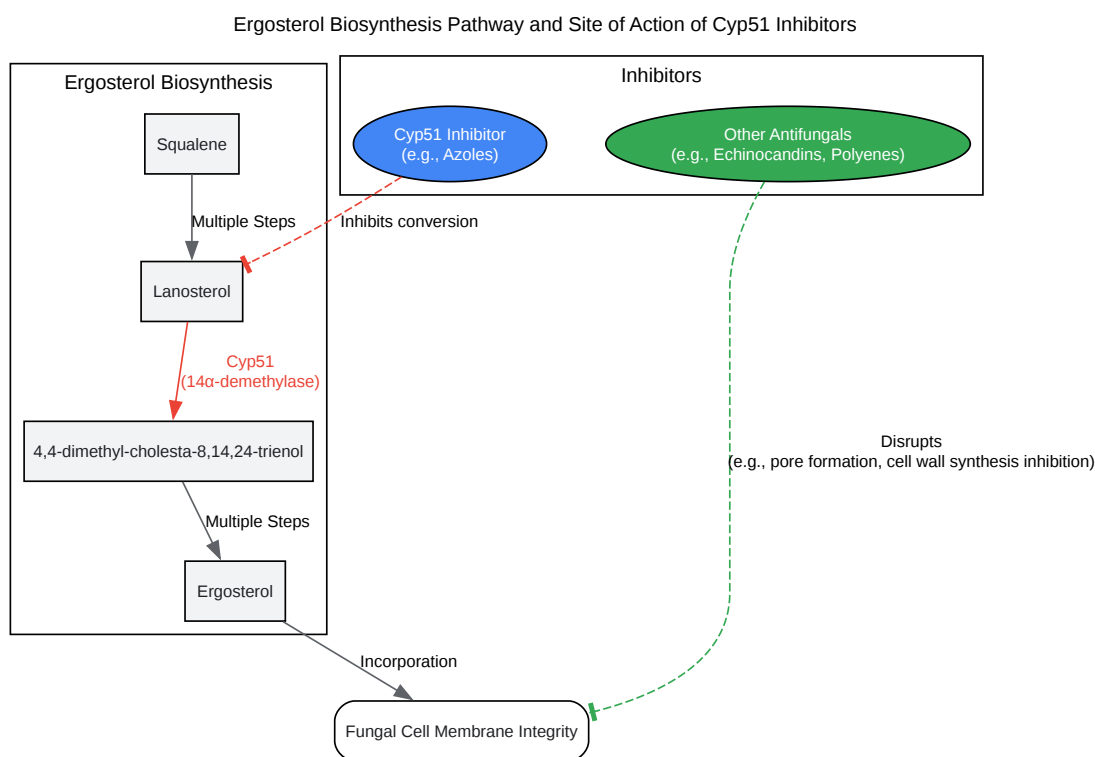 Ergosterol Biosynthesis Pathway and Site of Action of Cyp51 Inhibitors
Ergosterol Biosynthesis
Inhibitors
Squalene
Cyp51 Inhibitor
(e.g., Azoles)
Other Antifungals
(e.g., Echinocandins, Polyenes)
Multiple Steps
Inhibits conversion
Lanosterol
Cyp51
(14α-demethylase)
4,4-dimethyl-cholesta-8,14,24-trienol
Disrupts
(e.g., pore formation, cell wall synthesis inhibition)
Multiple Steps
Ergosterol
Incorporation
Fungal Cell Membrane Integrity